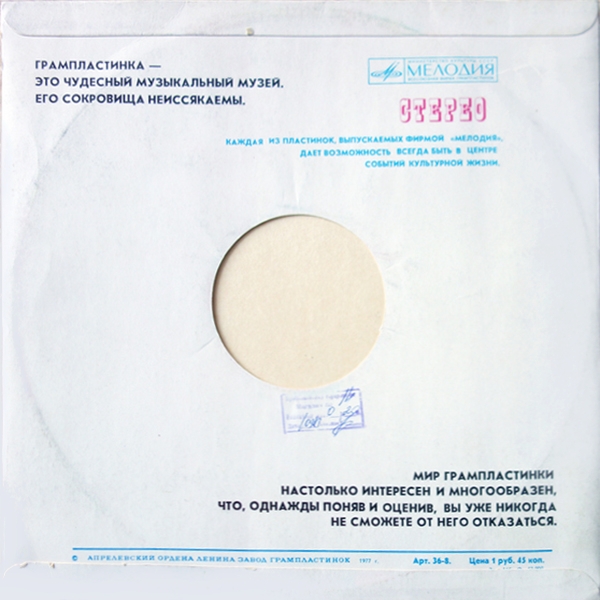 ГРАМПЛАСТИНКА —
ЭТО ЧУДЕСНЫЙ МУЗЫКАЛЬНЫЙ МУЗЕЙ.
ЕГО СОКРОВИЩА НЕИССЯКАЕМЫ.
МЕЛОДИЯ
СТЕРЕО
КАЖДАЯ ИЗ ПЛАСТИНОК, ВЫПУСКАЕМЫХ ФИРМОЙ «МЕЛОДИЯ»,
ДАЕТ ВОЗМОЖНОСТЬ ВСЕГДА БЫТЬ В ЦЕНТРЕ
СОБЫТИЙ КУЛЬТУРНОЙ ЖИЗНИ.
МИР ГРАМПЛАСТИНКИ
НАСТОЛЬКО ИНТЕРЕСЕН И МНОГООБРАЗЕН,
ЧТО, ОДНАЖДЫ ПОНЯВ И ОЦЕНИВ, ВЫ УЖЕ НИКОГДА
НЕ СМОЖЕТЕ ОТ НЕГО ОТКАЗАТЬСЯ.
© АПРЕЛЕВСКИЙ ОРДЕНА ЛЕНИНА ЗАВОД ГРАМПЛАСТИНОК 1977 г. Арт. 36-8. Цена 1 руб. 45 коп.